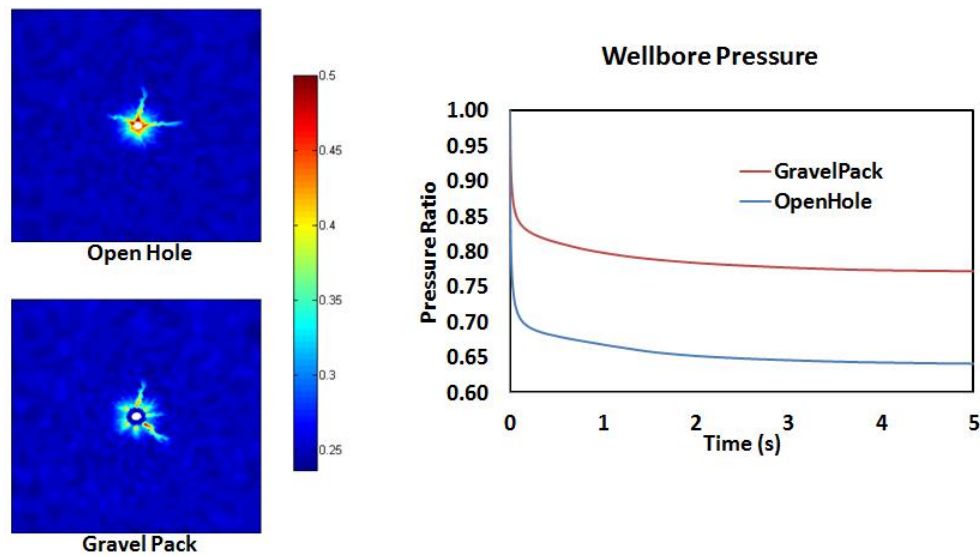 Open Hole
Gravel Pack
0.5
0.45
0.4
0.35
0.3
0.25
Wellbore Pressure
Pressure Ratio
1.00
0.95
0.90
0.85
0.80
0.75
0.70
0.65
0.60
GravelPack
OpenHole
0 1 2 3 4 5
Time (s)